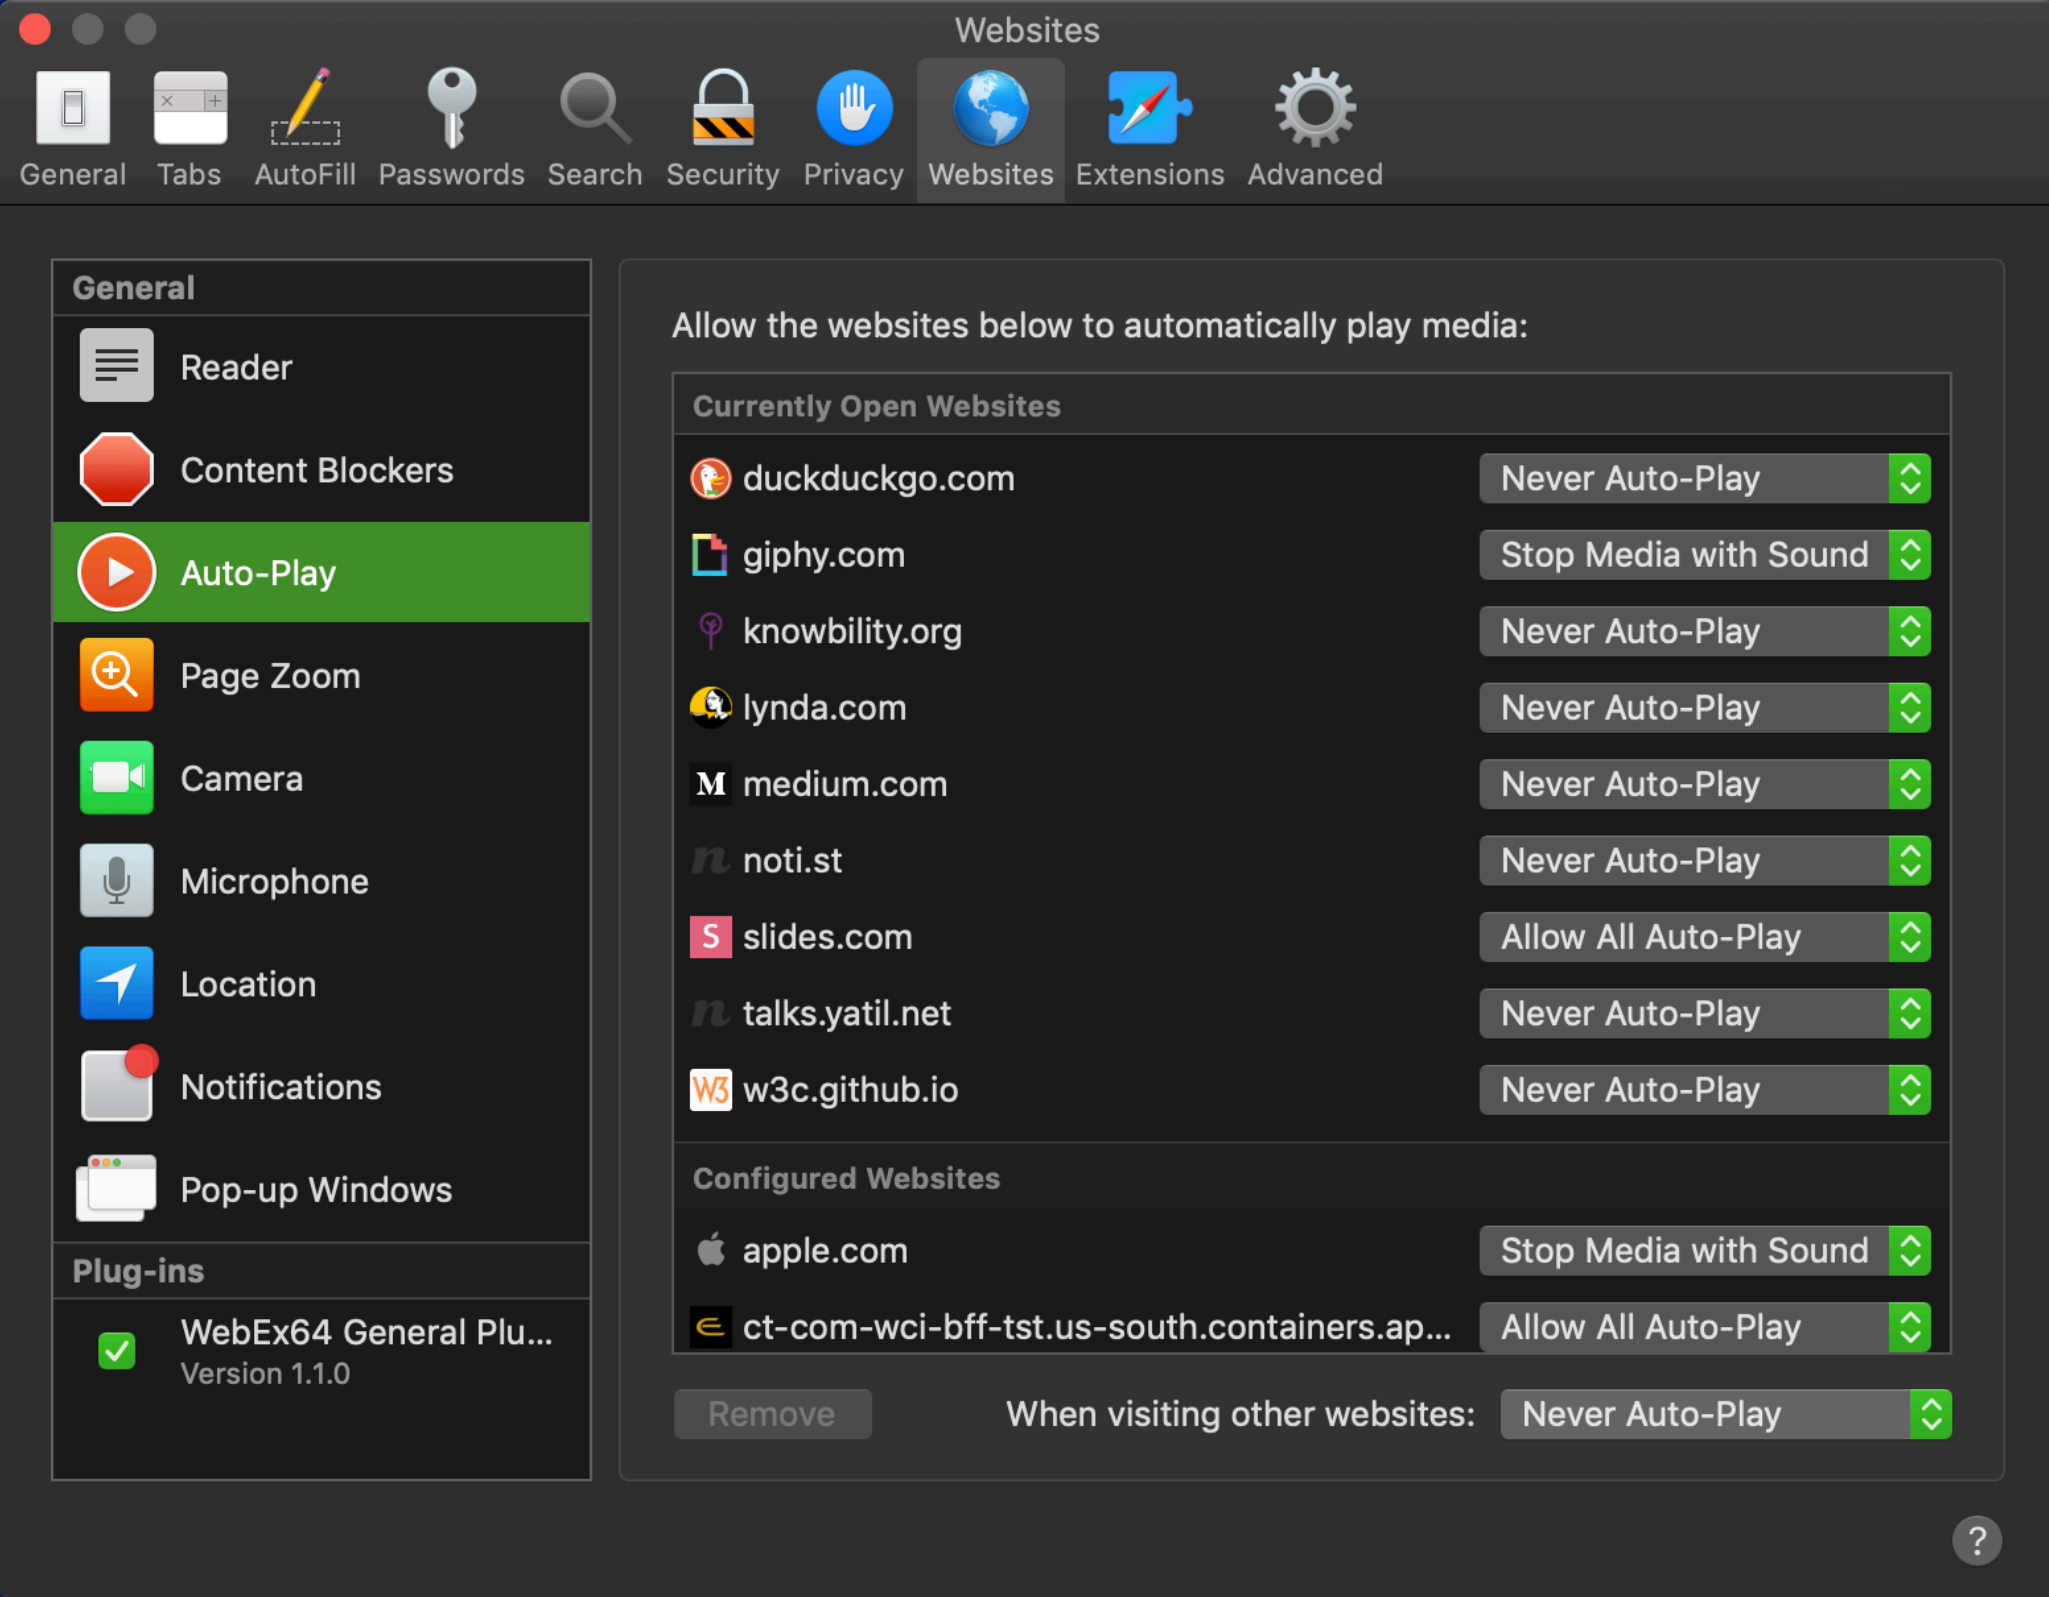 Websites
General
Tabs
AutoFill
Passwords
Search
Security
Privacy
Websites
Extensions
Advanced
General
Reader
Content Blockers
Auto-Play
Page Zoom
Camera
Microphone
Location
Notifications
Pop-up Windows
Plug-ins
WebEx64 General Plu...
Version 1.1.0
Allow the websites below to automatically play media:
Currently Open Websites
duckduckgo.com Never Auto-Play
giphy.com Stop Media with Sound
knowbility.org Never Auto-Play
lynda.com Never Auto-Play
M medium.com Never Auto-Play
n noti.st Never Auto-Play
S slides.com Allow All Auto-Play
n talks.yatil.net Never Auto-Play
W3 w3c.github.io Never Auto-Play
Configured Websites
apple.com Stop Media with Sound
ct-com-wci-bff-tst.us-south.containers.ap... Allow All Auto-Play
Remove When visiting other websites: Never Auto-Play
?